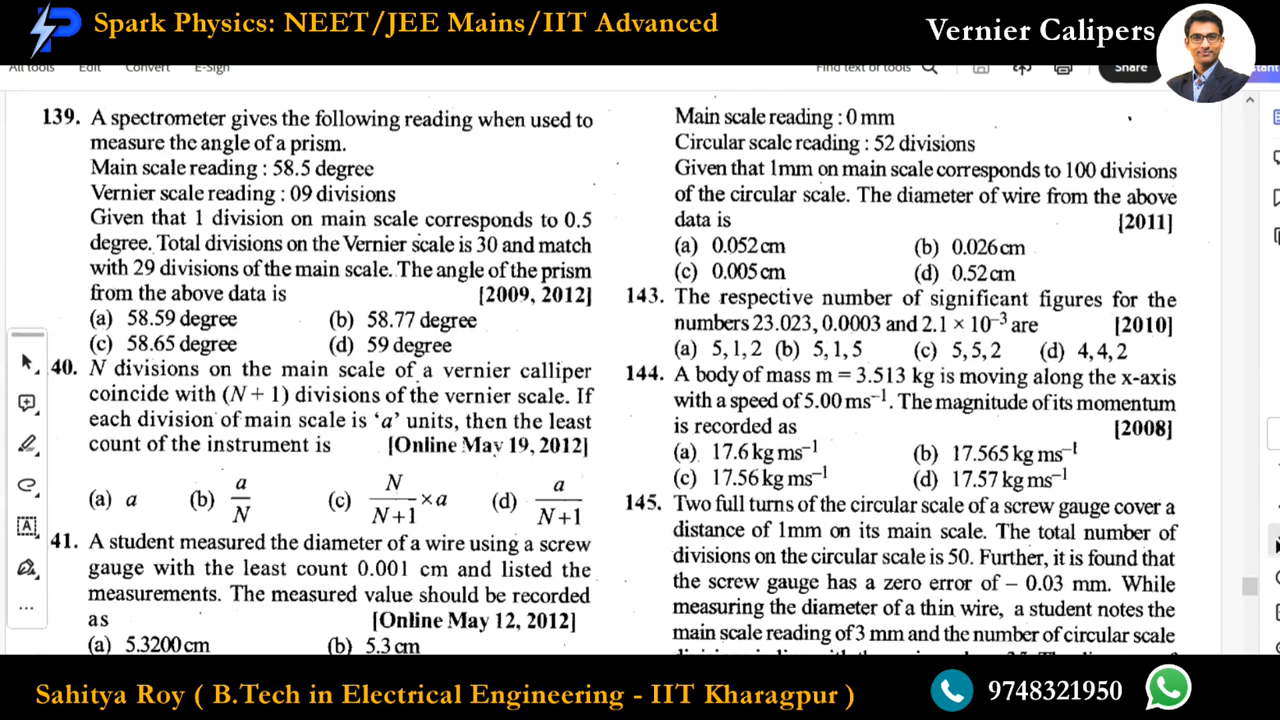 Spark Physics: NEET/JEE Mains/IIT Advanced
Vernier Calipers
All tools Edit Convert E-Sign
Find text or tools
Share
139. A spectrometer gives the following reading when used to
measure the angle of a prism.
Main scale reading : 58.5 degree
Vernier scale reading : 09 divisions
Given that 1 division on main scale corresponds to 0.5
degree. Total divisions on the Vernier scale is 30 and match
with 29 divisions of the main scale. The angle of the prism
from the above data is [2009, 2012]
(a) 58.59 degree (b) 58.77 degree
(c) 58.65 degree (d) 59 degree
40. N divisions on the main scale of a vernier calliper
coincide with (N + 1) divisions of the vernier scale. If
each division of main scale is ‘a’ units, then the least
count of the instrument is [Online May 19, 2012]
(a) a (b) a/N (c) N/(N+1) × a (d) a/(N+1)
41. A student measured the diameter of a wire using a screw
gauge with the least count 0.001 cm and listed the
measurements. The measured value should be recorded
as [Online May 12, 2012]
(a) 5.3200 cm (b) 5.3 cm
Main scale reading : 0 mm
Circular scale reading : 52 divisions
Given that 1mm on main scale corresponds to 100 divisions
of the circular scale. The diameter of wire from the above
data is [2011]
(a) 0.052 cm (b) 0.026 cm
(c) 0.005 cm (d) 0.52 cm
143. The respective number of significant figures for the
numbers 23.023, 0.0003 and 2.1 × 10⁻³ are [2010]
(a) 5, 1, 2 (b) 5, 1, 5 (c) 5, 5, 2 (d) 4, 4, 2
144. A body of mass m = 3.513 kg is moving along the x-axis
with a speed of 5.00 ms⁻¹. The magnitude of its momentum
is recorded as [2008]
(a) 17.6 kg ms⁻¹ (b) 17.565 kg ms⁻¹
(c) 17.56 kg ms⁻¹ (d) 17.57 kg ms⁻¹
145. Two full turns of the circular scale of a screw gauge cover a
distance of 1mm on its main scale. The total number of
divisions on the circular scale is 50. Further, it is found that
the screw gauge has a zero error of – 0.03 mm. While
measuring the diameter of a thin wire, a student notes the
main scale reading of 3 mm and the number of circular scale
Sahitya Roy ( B.Tech in Electrical Engineering - IIT Kharagpur )
9748321950